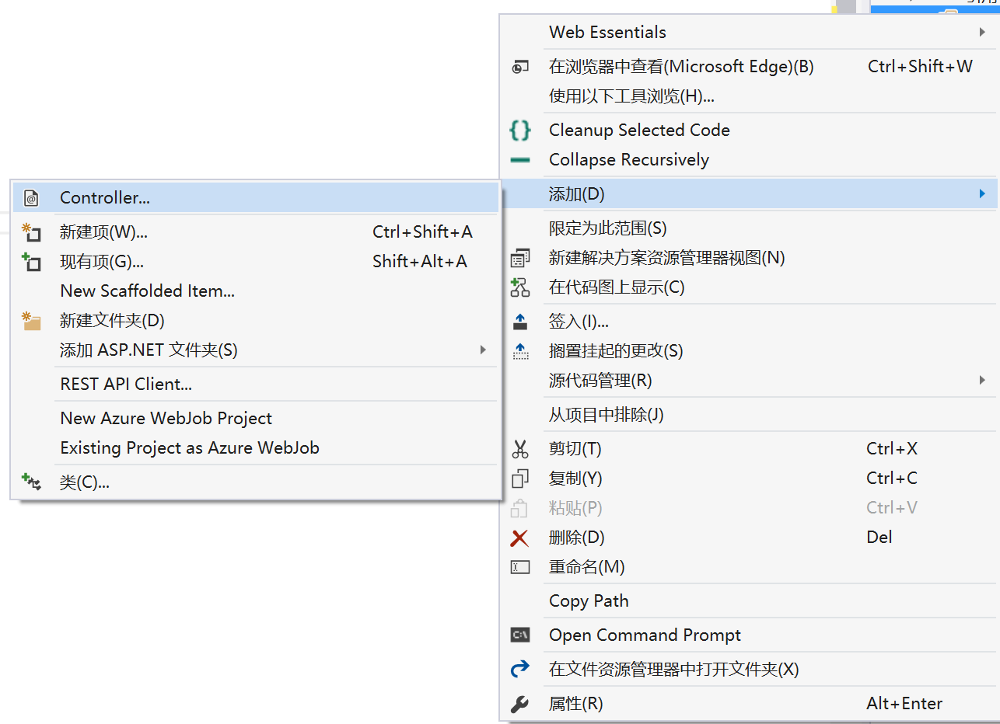 Web Essentials
在浏览器中查看(Microsoft Edge)(B) Ctrl+Shift+W
使用以下工具浏览(H)...
Cleanup Selected Code
Collapse Recursively
添加(D)
限定为此范围(S)
新建解决方案资源管理器视图(N)
在代码图上显示(C)
签入(I)...
搁置挂起的更改(S)
源代码管理(R)
从项目中排除(J)
剪切(T) Ctrl+X
复制(Y) Ctrl+C
粘贴(P) Ctrl+V
删除(D) Del
重命名(M)
Copy Path
C:\ Open Command Prompt
在文件资源管理器中打开文件夹(X)
属性(R) Alt+Enter
@ Controller...
新建项(W)... Ctrl+Shift+A
现有项(G)... Shift+Alt+A
New Scaffolded Item...
新建文件夹(D)
添加 ASP.NET 文件夹(S)
REST API Client...
New Azure WebJob Project
Existing Project as Azure WebJob
类(C)...